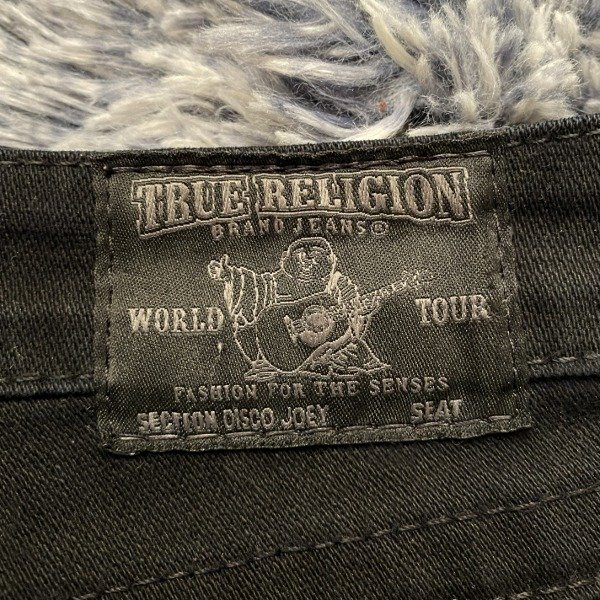 TRUE RELIGION
BRAND JEANS®
WORLD TOUR
FASHION FOR THE SENSES
SECTION DISCO JOEY SEAT